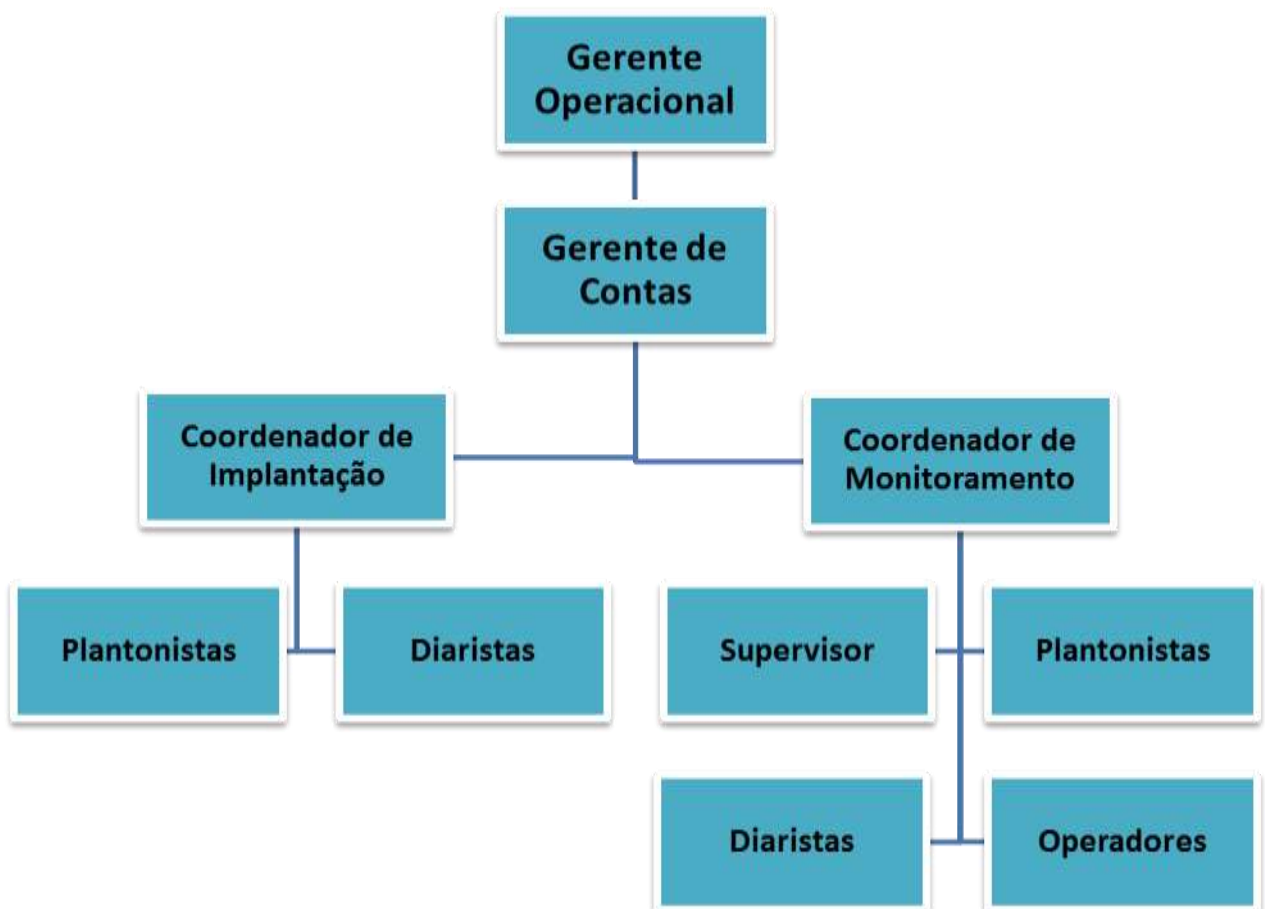 Gerente
Operacional
Gerente de
Contas
Coordenador de
Implantação
Coordenador de
Monitoramento
Plantonistas
Diaristas
Supervisor
Plantonistas
Diaristas
Operadores